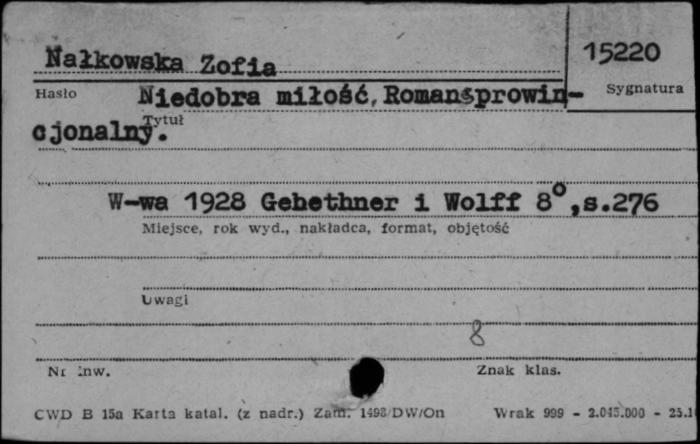 Nałkowska Zofia
15220
Hasło
Sygnatura
Niedobra miłość, Romans prowin-
Tytuł
cjonalny.
W-wa 1928 Gebethner i Wolff 8°,s.276
Miejsce, rok wyd., nakładca, format, objętość
Uwagi
8
Nr inw.
Znak klas.
CWD B 15a Karta katal. (z nadr.) Zam. 1498/DW/On Wrak 999 - 2.045.000 - 25.1